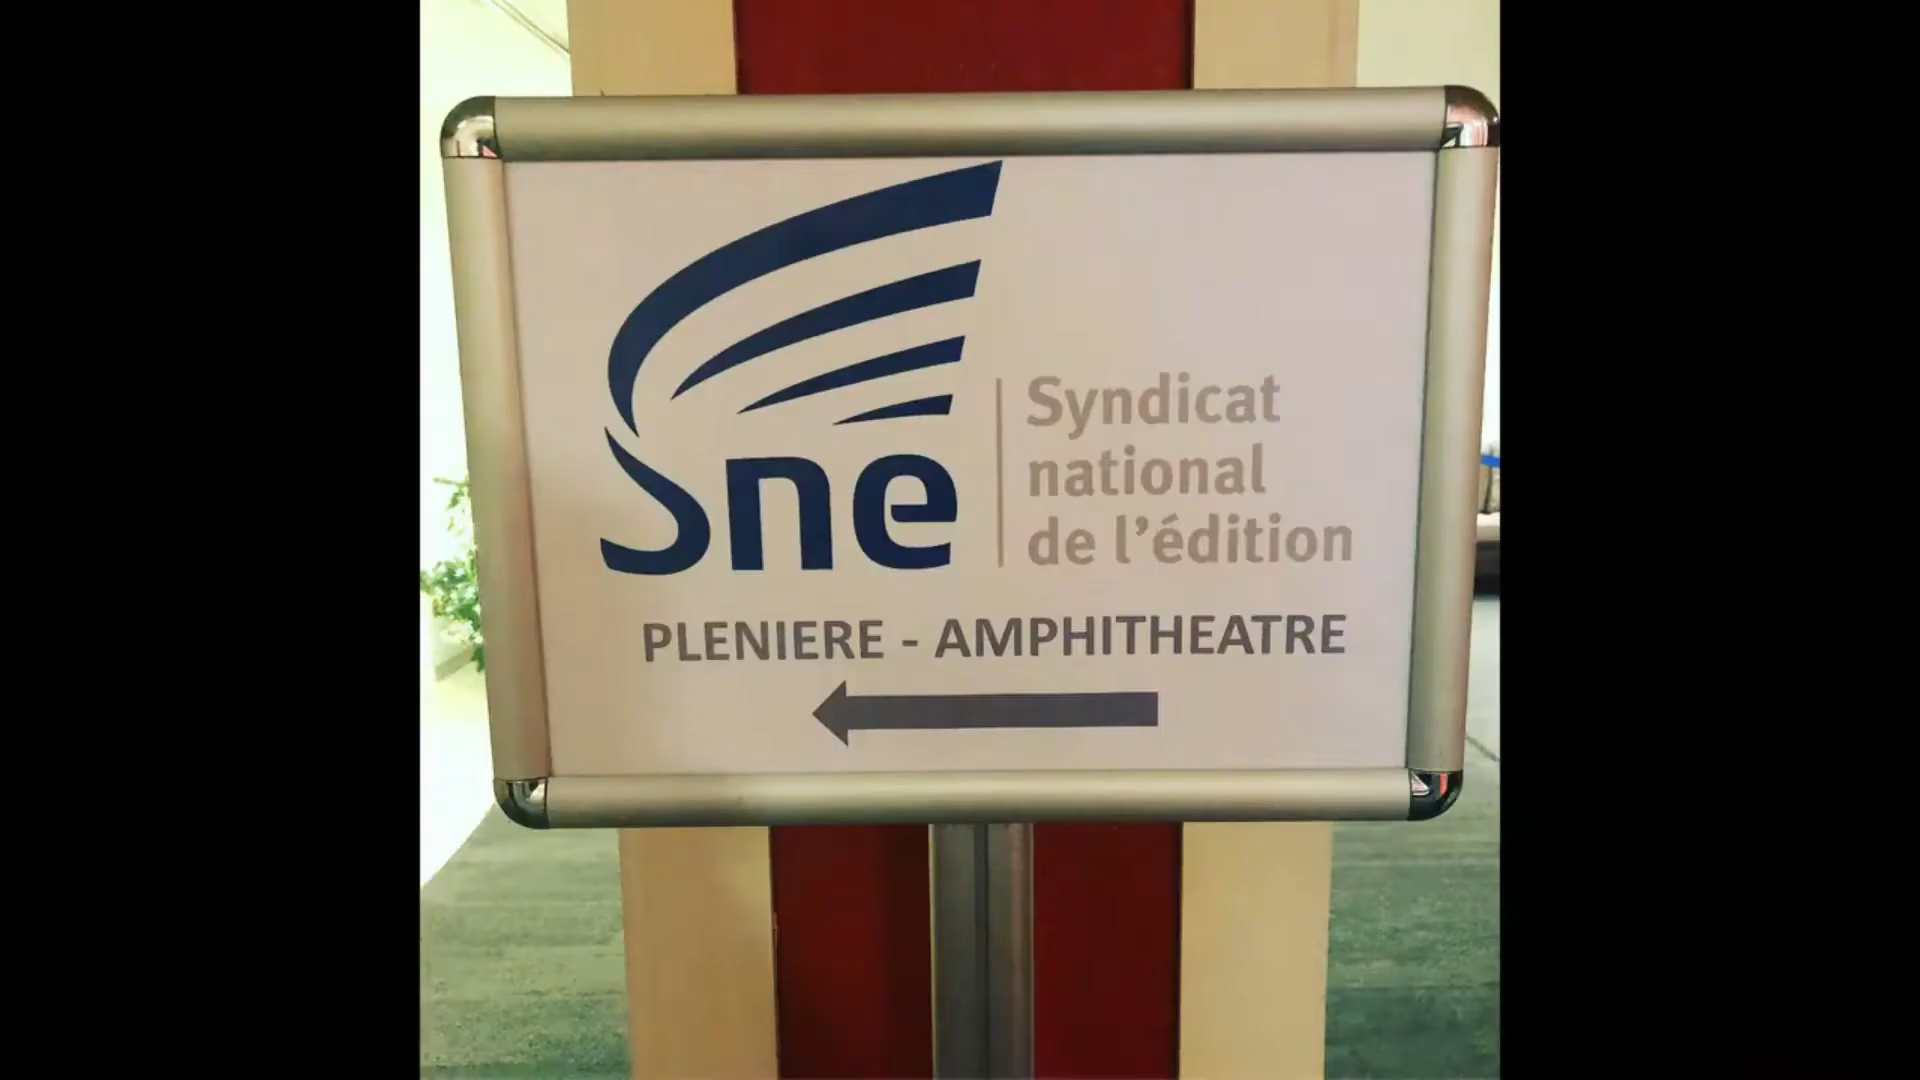 Sne
Syndicat
national
de l'édition
PLENIERE - AMPHITHEATRE